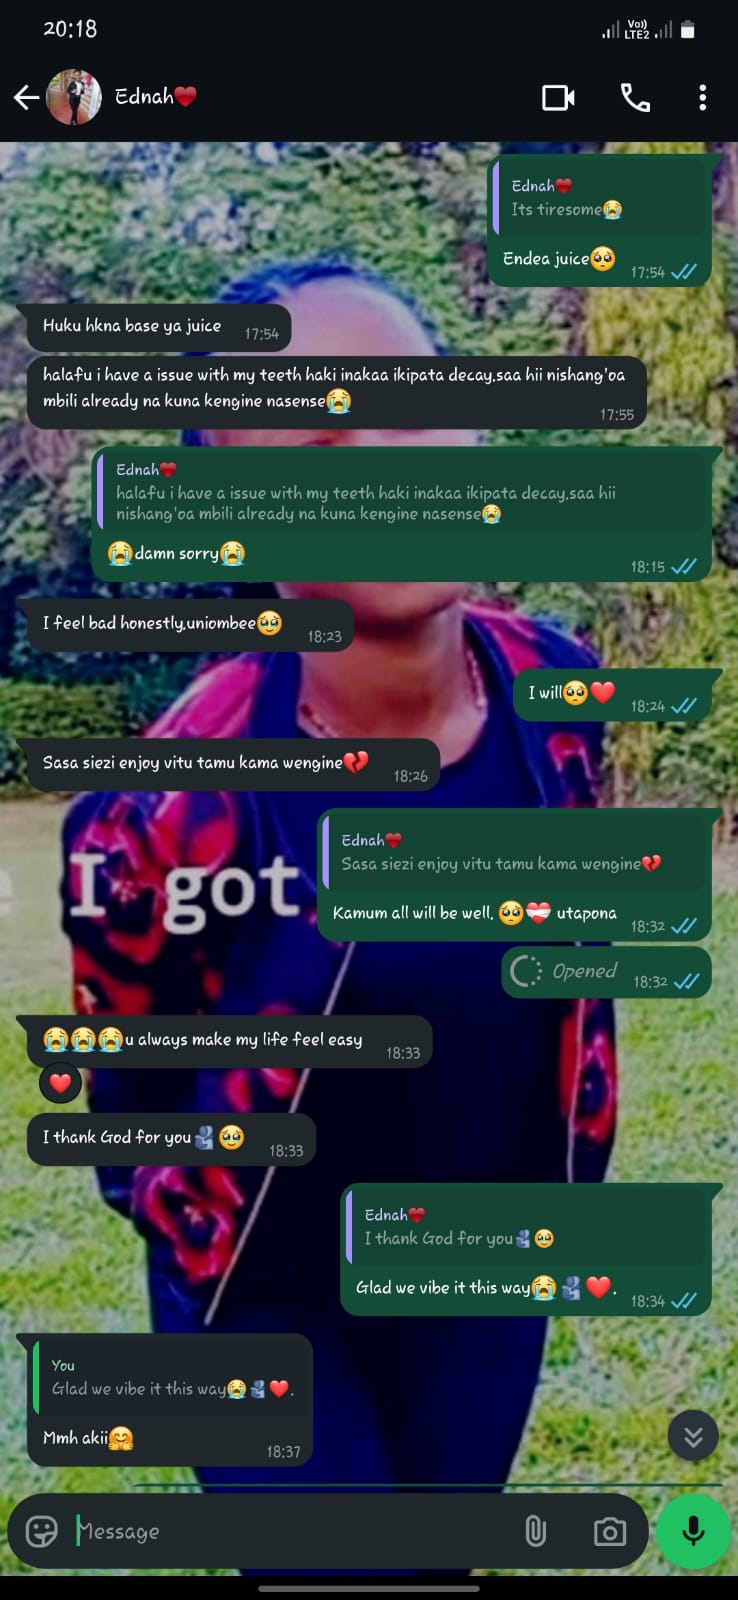 20:18
Vo))
LTE2
Ednah❤️
Ednah❤️
Its tiresome😭
Endea juice🥺
17:54
Huku hkna base ya juice
17:54
halafu i have a issue with my teeth haki inakaa ikipata decay,saa hii nishang'oa
mbili already na kuna kengine nasense😭
17:55
Ednah❤️
halafu i have a issue with my teeth haki inakaa ikipata decay,saa hii
nishang'oa mbili already na kuna kengine nasense😭
😭damn sorry😭
18:15
I feel bad honestly,uniombee🥹
18:23
I will🥺❤️
18:24
Sasa siezi enjoy vitu tamu kama wengine💔
18:26
Ednah❤️
Sasa siezi enjoy vitu tamu kama wengine💔
I got
Kamum all will be well. 🥺❤️‍🩹 utapona
18:32
Opened
18:32
😭😭😭u always make my life feel easy
18:33
❤️
I thank God for you🫂🥹
18:33
Ednah❤️
I thank God for you🫂🥹
Glad we vibe it this way😭🫂❤️.
18:34
You
Glad we vibe it this way😭🫂❤️.
Mmh akii🤗
18:37
Message